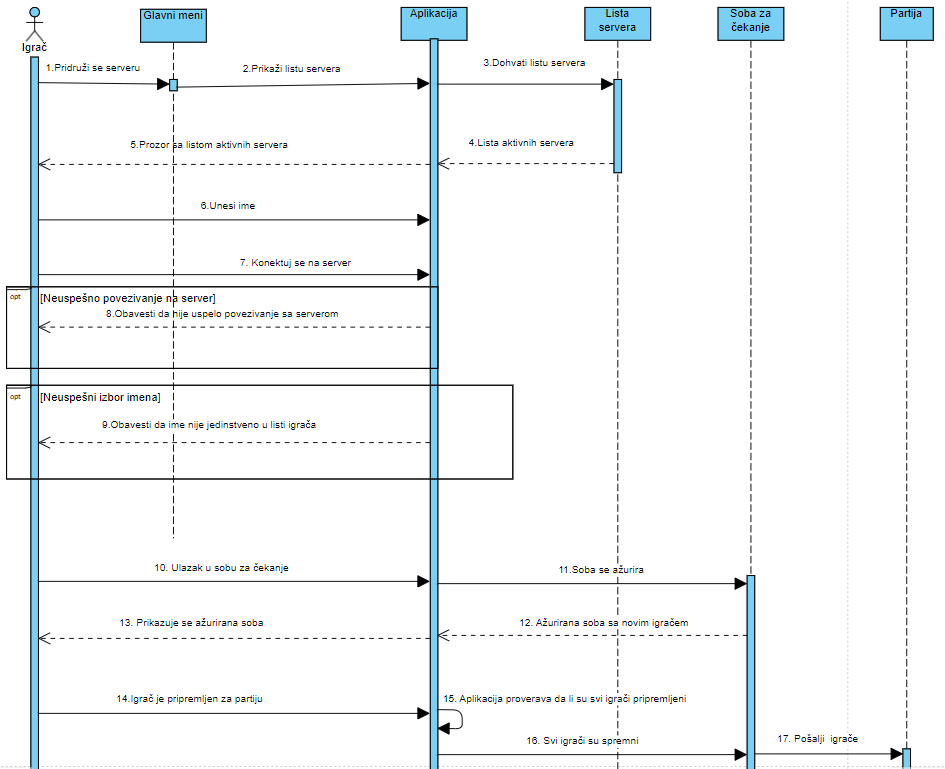 Igrač
Glavni meni
Aplikacija
Lista
servera
Soba za
čekanje
Partija
1.Pridruži se serveru
2.Prikaži listu servera
3.Dohvati listu servera
4.Lista aktivnih servera
5.Prozor sa listom aktivnih servera
6.Unesi ime
7. Konektuj se na server
opt
[Neuspešno povezivanje na server]
8.Obavesti da nije uspelo povezivanje sa serverom
opt
[Neuspešni izbor imena]
9.Obavesti da ime nije jedinstveno u listi igrača
10. Ulazak u sobu za čekanje
11.Soba se ažurira
12. Ažurirana soba sa novim igračem
13. Prikazuje se ažurirana soba
14.Igrač je pripremljen za partiju
15. Aplikacija proverava da li su svi igrači pripremljeni
16. Svi igrači su spremni
17. Pošalji igrače